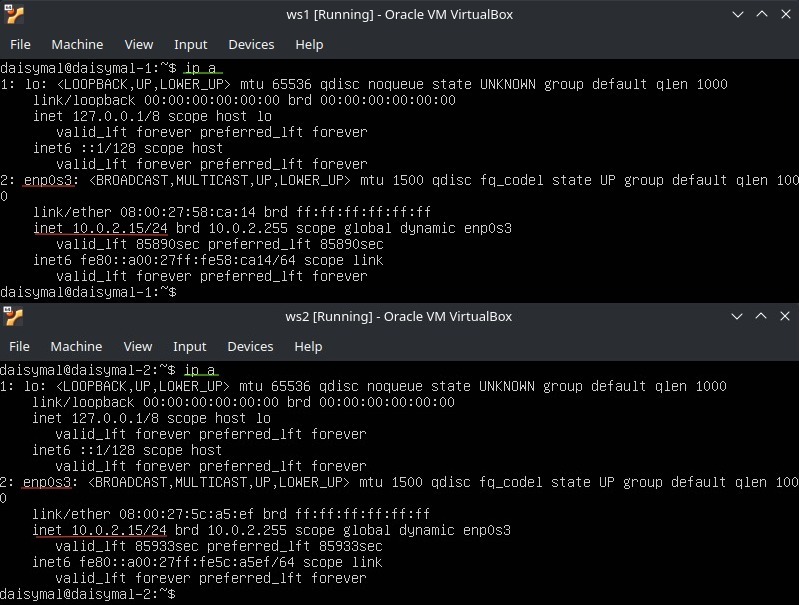 ws1 [Running] - Oracle VM VirtualBox
File Machine View Input Devices Help
daisymal@daisymal-1:~$ ip a
1: lo: <LOOPBACK,UP,LOWER_UP> mtu 65536 qdisc noqueue state UNKNOWN group default qlen 1000
link/loopback 00:00:00:00:00:00 brd 00:00:00:00:00:00
inet 127.0.0.1/8 scope host lo
valid_lft forever preferred_lft forever
inet6 ::1/128 scope host
valid_lft forever preferred_lft forever
2: enp0s3: <BROADCAST,MULTICAST,UP,LOWER_UP> mtu 1500 qdisc fq_codel state UP group default qlen 100
0
link/ether 08:00:27:58:ca:14 brd ff:ff:ff:ff:ff:ff
inet 10.0.2.15/24 brd 10.0.2.255 scope global dynamic enp0s3
valid_lft 85890sec preferred_lft 85890sec
inet6 fe80::a00:27ff:fe58:ca14/64 scope link
valid_lft forever preferred_lft forever
daisymal@daisymal-1:~$
ws2 [Running] - Oracle VM VirtualBox
File Machine View Input Devices Help
daisymal@daisymal-2:~$ ip a
1: lo: <LOOPBACK,UP,LOWER_UP> mtu 65536 qdisc noqueue state UNKNOWN group default qlen 1000
link/loopback 00:00:00:00:00:00 brd 00:00:00:00:00:00
inet 127.0.0.1/8 scope host lo
valid_lft forever preferred_lft forever
inet6 ::1/128 scope host
valid_lft forever preferred_lft forever
2: enp0s3: <BROADCAST,MULTICAST,UP,LOWER_UP> mtu 1500 qdisc fq_codel state UP group default qlen 100
0
link/ether 08:00:27:5c:a5:ef brd ff:ff:ff:ff:ff:ff
inet 10.0.2.15/24 brd 10.0.2.255 scope global dynamic enp0s3
valid_lft 85933sec preferred_lft 85933sec
inet6 fe80::a00:27ff:fe5c:a5ef/64 scope link
valid_lft forever preferred_lft forever
daisymal@daisymal-2:~$